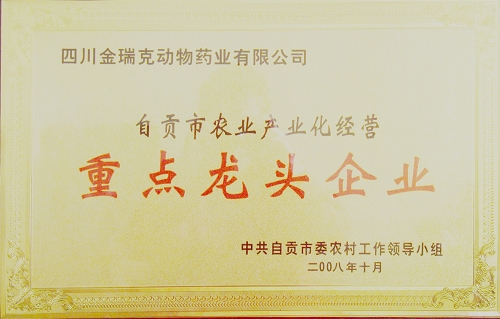 四川金瑞克动物药业有限公司
自贡市农业产业化经营
重点龙头企业
中共自贡市委农村工作领导小组
二00八年十月